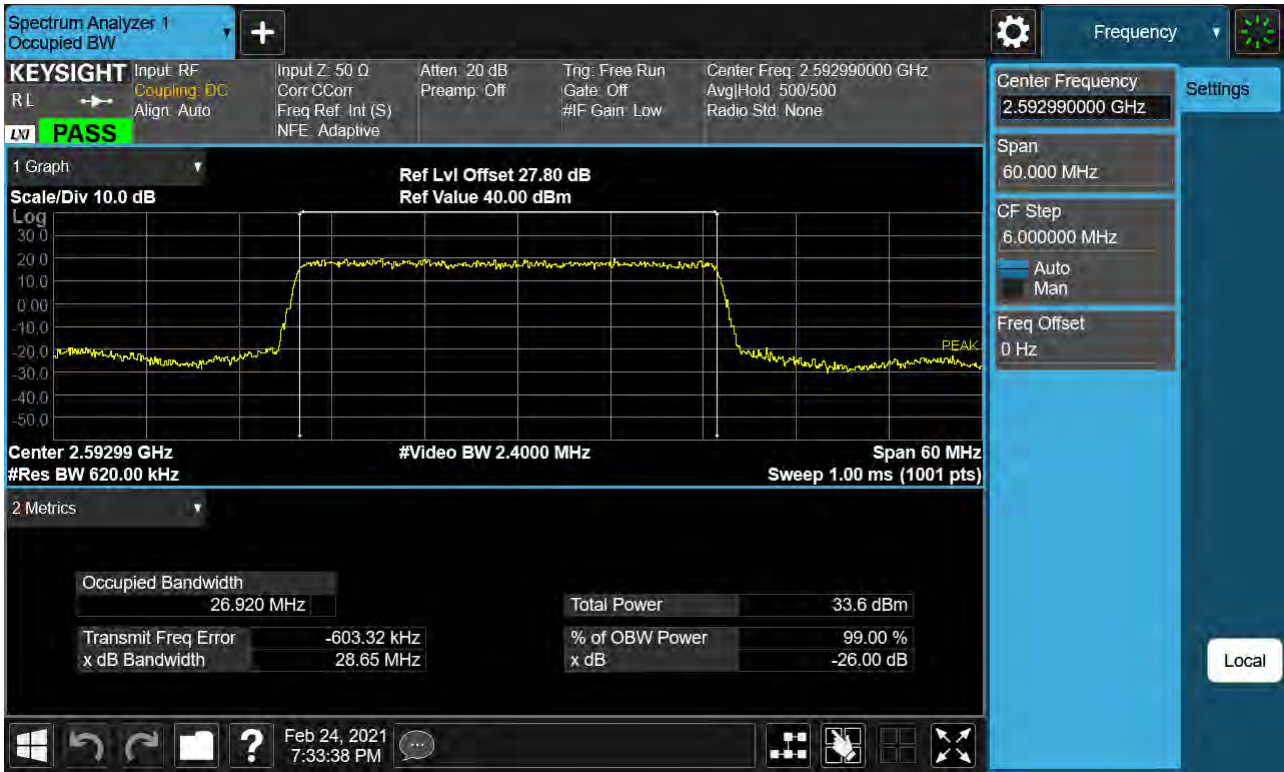 Spectrum Analyzer 1
Occupied BW
Frequency
KEYSIGHT
R L
LXI
PASS
Input: RF
Coupling: DC
Align: Auto
Input Z: 50 Ω
Corr CCorr
Freq Ref: Int (S)
NFE: Adaptive
Atten: 20 dB
Preamp: Off
Trig: Free Run
Gate: Off
#IF Gain: Low
Center Freq: 2.592990000 GHz
Avg|Hold: 500/500
Radio Std: None
Center Frequency
2.592990000 GHz
Settings
Span
60.000 MHz
CF Step
6.000000 MHz
Auto
Man
Freq Offset
0 Hz
1 Graph
Scale/Div 10.0 dB
Ref Lvl Offset 27.80 dB
Ref Value 40.00 dBm
Log
30.0
20.0
10.0
0.00
-10.0
-20.0
-30.0
-40.0
-50.0
PEAK
Center 2.59299 GHz
#Res BW 620.00 kHz
#Video BW 2.4000 MHz
Span 60 MHz
Sweep 1.00 ms (1001 pts)
2 Metrics
Occupied Bandwidth
26.920 MHz
Transmit Freq Error -603.32 kHz
x dB Bandwidth 28.65 MHz
Total Power 33.6 dBm
% of OBW Power 99.00 %
x dB -26.00 dB
Local
?
Feb 24, 2021
7:33:38 PM